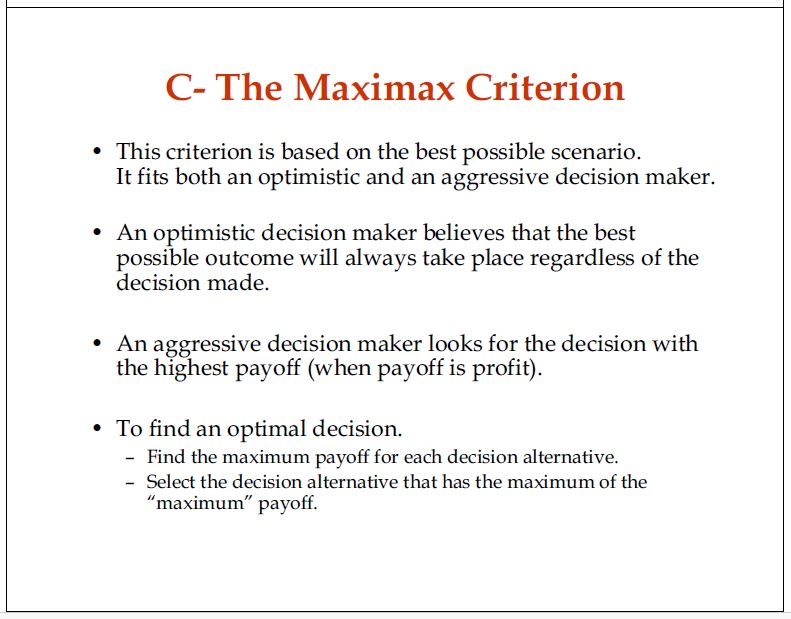 C- The Maximax Criterion
• This criterion is based on the best possible scenario.
It fits both an optimistic and an aggressive decision maker.
• An optimistic decision maker believes that the best
possible outcome will always take place regardless of the
decision made.
• An aggressive decision maker looks for the decision with
the highest payoff (when payoff is profit).
• To find an optimal decision.
– Find the maximum payoff for each decision alternative.
– Select the decision alternative that has the maximum of the
“maximum” payoff.